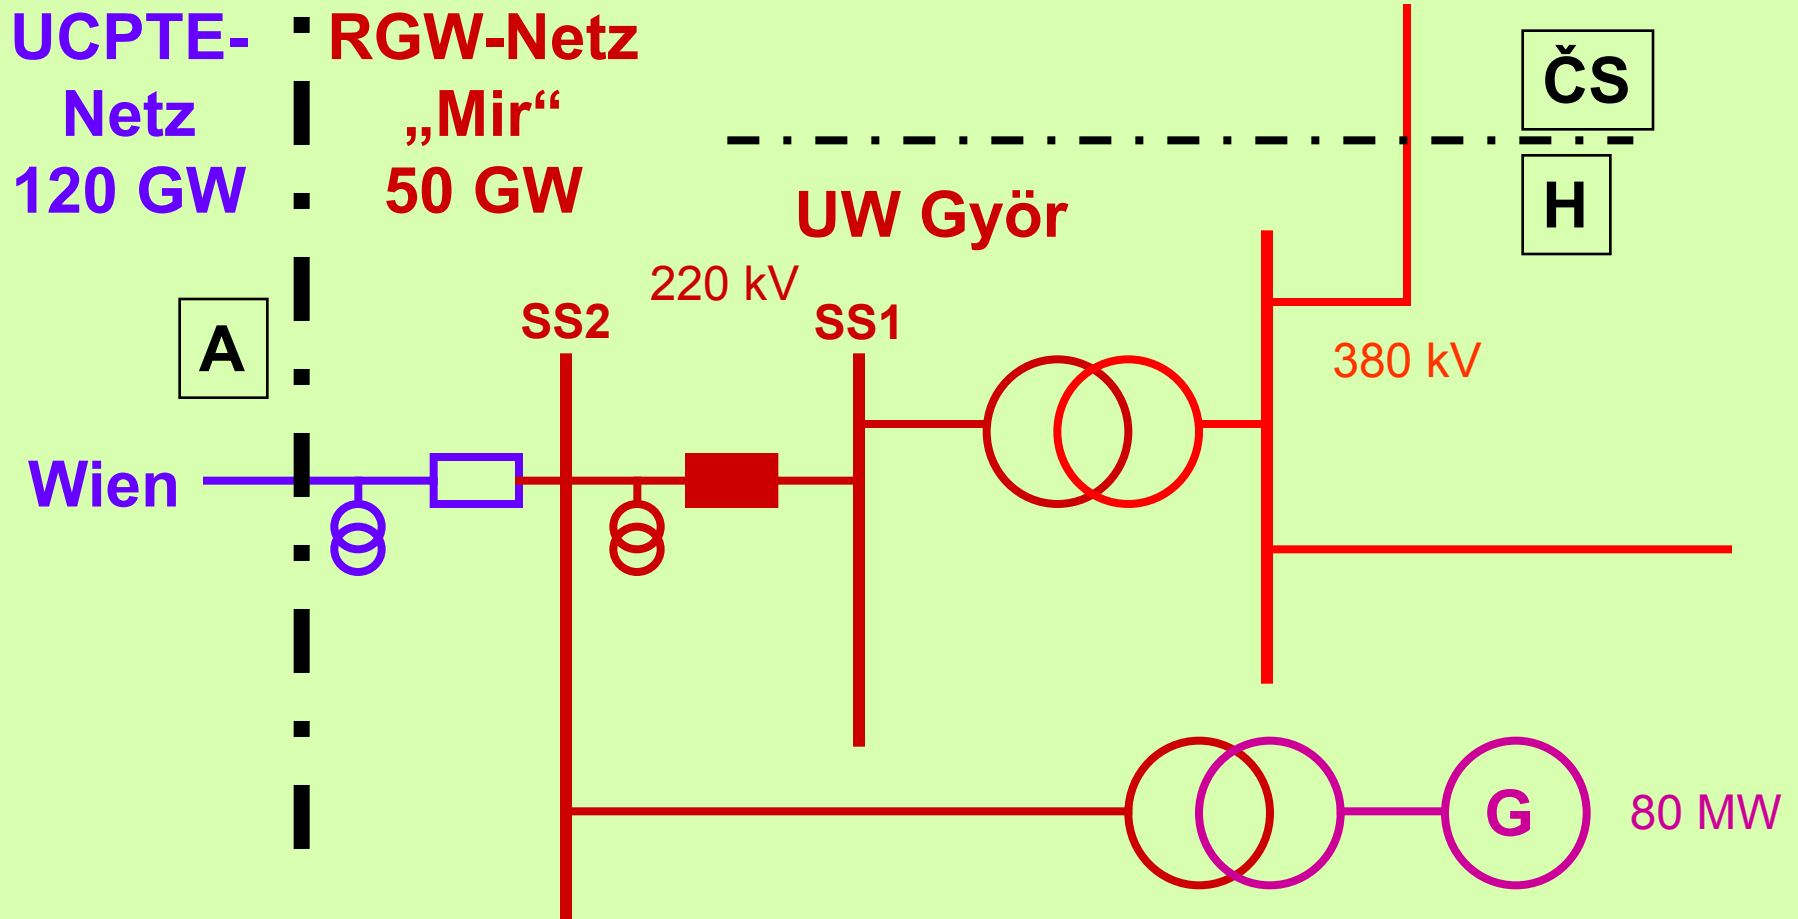 UCPTE-
Netz
120 GW
RGW-Netz
„Mir“
50 GW
ČS
H
UW Györ
220 kV
SS2
SS1
A
380 kV
Wien
G
80 MW